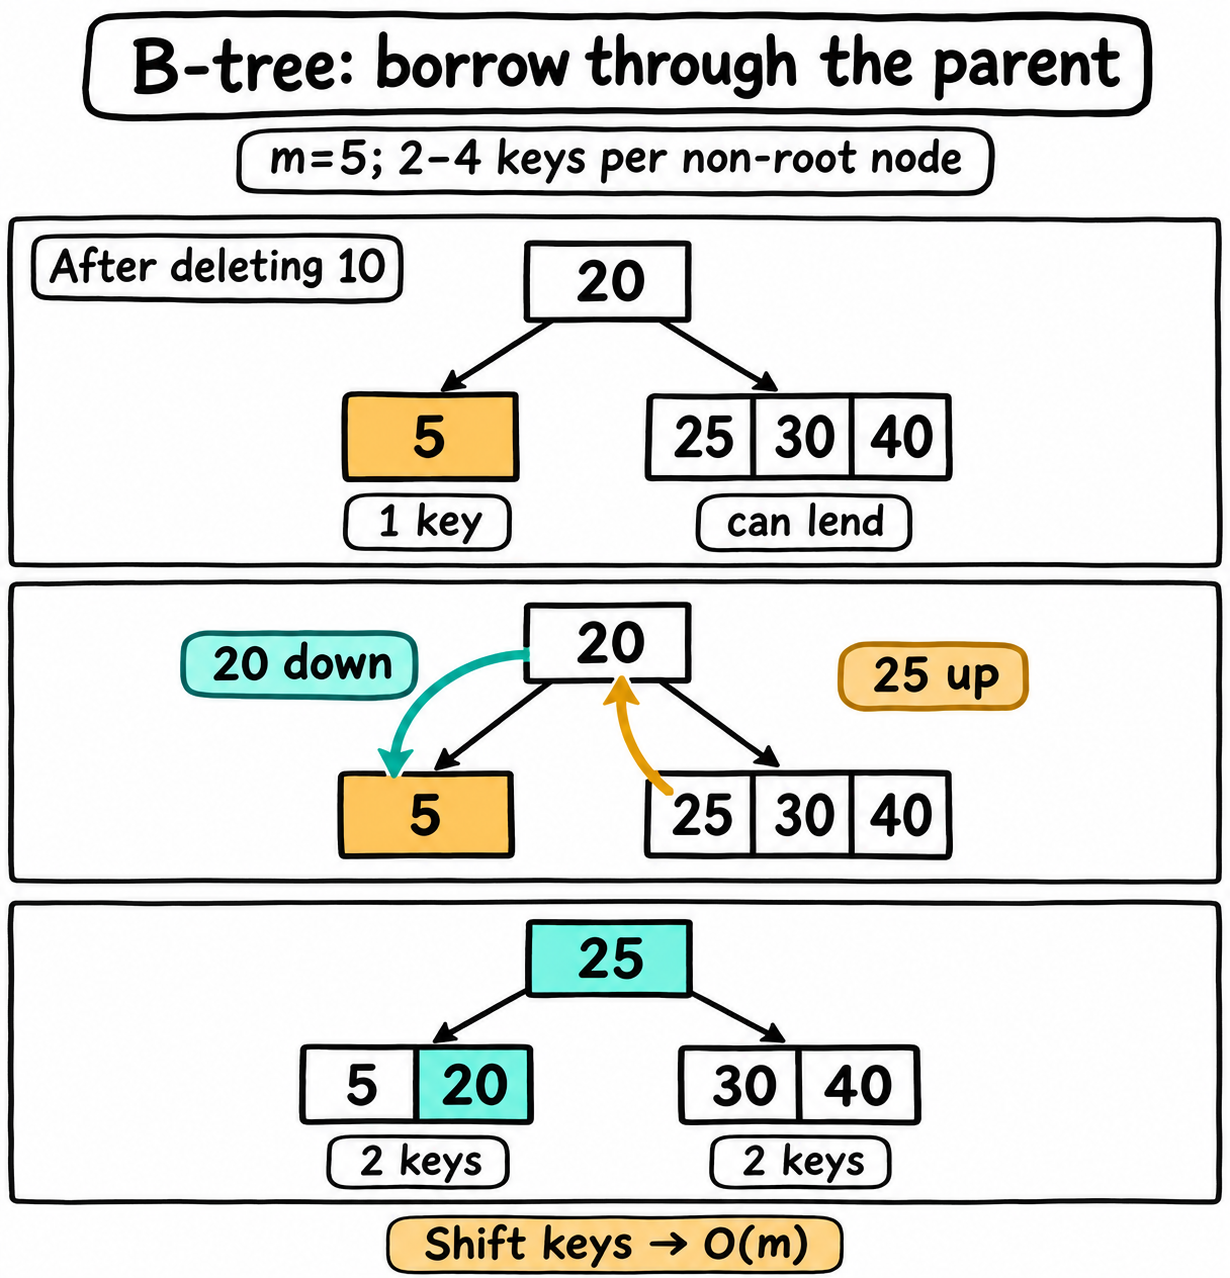 B-tree: borrow through the parent
m=5; 2–4 keys per non-root node
After deleting 10
20
5
25 30 40
1 key
can lend
20 down
20
25 up
5
25 30 40
25
5 20
30 40
2 keys
2 keys
Shift keys → O(m)